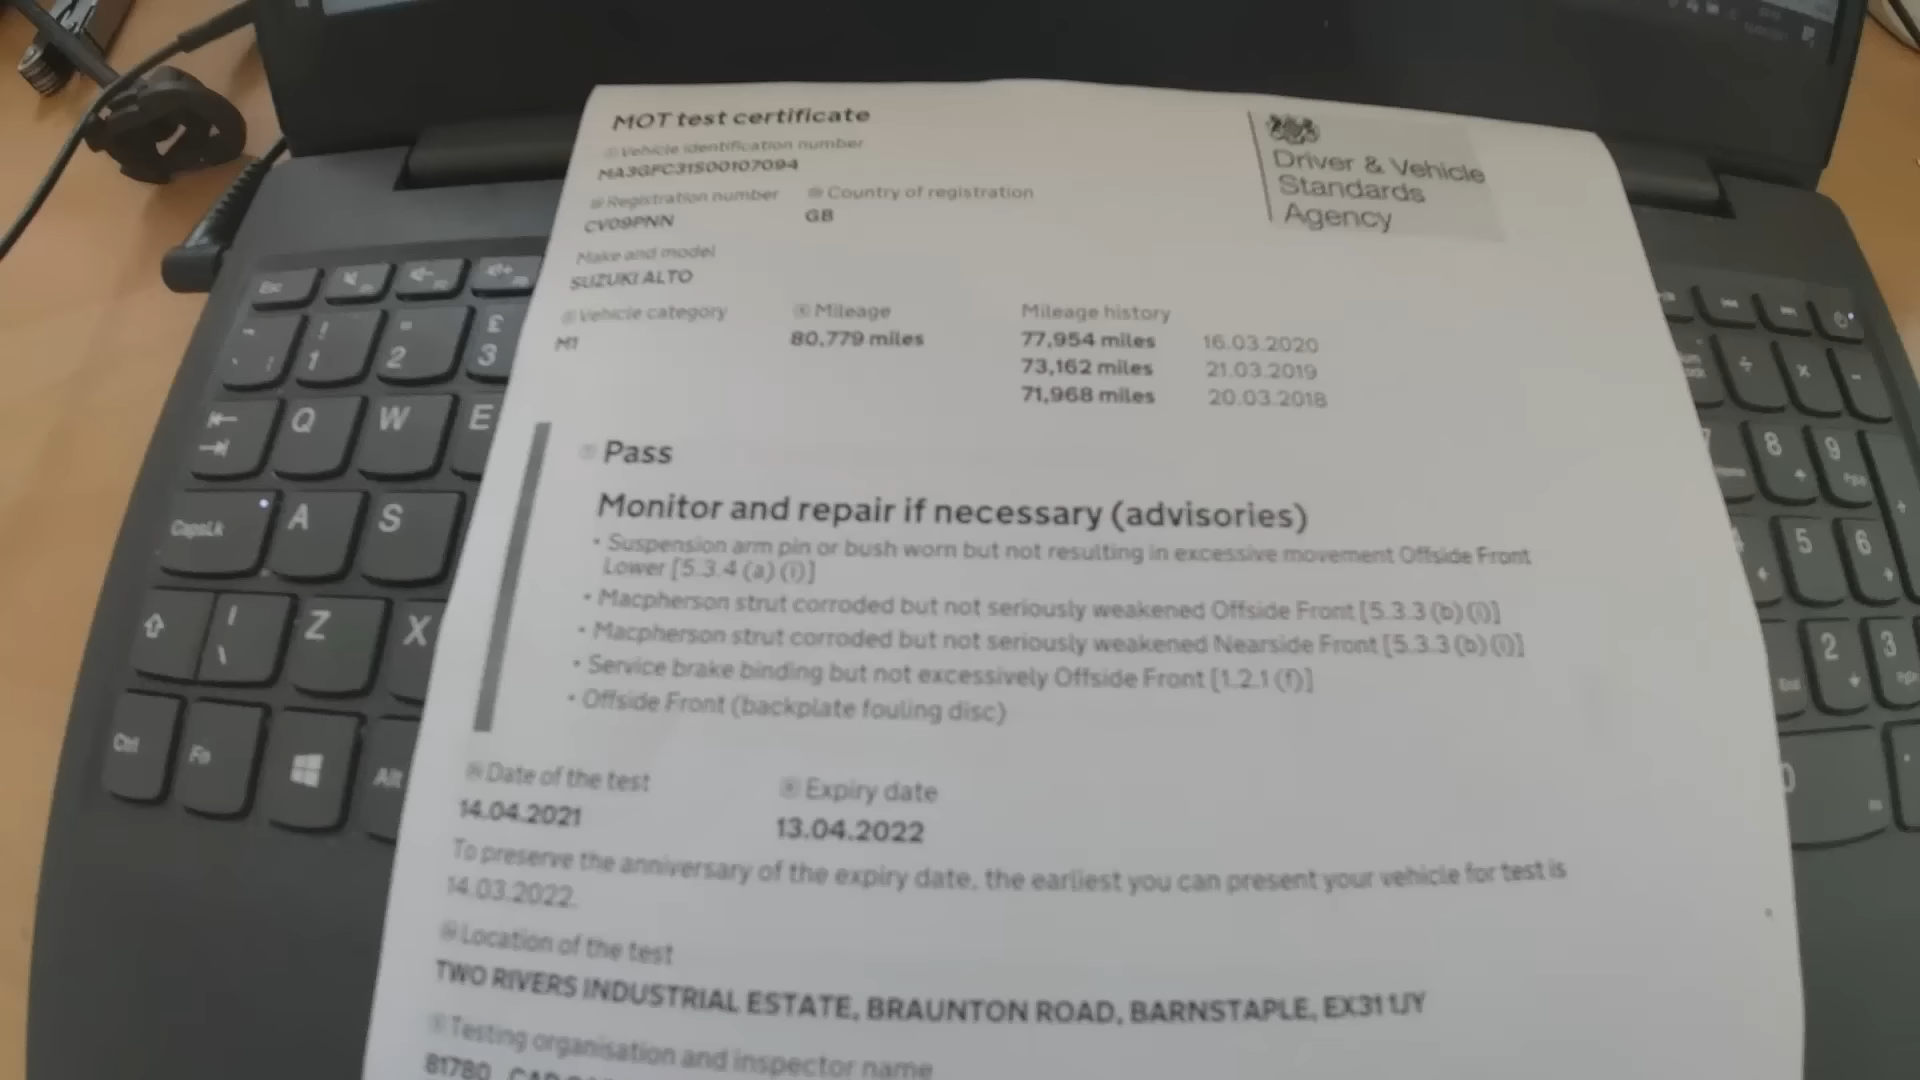 MOT test certificate
Vehicle identification number
MA3GFC31S00107094
Registration number
Country of registration
CV09PNN
GB
Make and model
SUZUKI ALTO
Driver & Vehicle
Standards
Agency
Vehicle category
Mileage
Mileage history
M1
80,779 miles
77,954 miles 16.03.2020
73,162 miles 21.03.2019
71,968 miles 20.03.2018
Pass
Monitor and repair if necessary (advisories)
• Suspension arm pin or bush worn but not resulting in excessive movement Offside Front
Lower [5.3.4 (a) (i)]
• Macpherson strut corroded but not seriously weakened Offside Front [5.3.3 (b) (i)]
• Macpherson strut corroded but not seriously weakened Nearside Front [5.3.3 (b) (i)]
• Service brake binding but not excessively Offside Front [1.2.1 (f)]
• Offside Front (backplate fouling disc)
Date of the test
Expiry date
14.04.2021
13.04.2022
To preserve the anniversary of the expiry date, the earliest you can present your vehicle for test is
14.03.2022.
Location of the test
TWO RIVERS INDUSTRIAL ESTATE, BRAUNTON ROAD, BARNSTAPLE, EX31 1JY
Testing organisation and inspector name
81780
Esc
! 1
" 2
£ 3
Q W E
CapsLk A S
| \ Z X
Ctrl Fn Alt
8 9
5 6
2 3
End